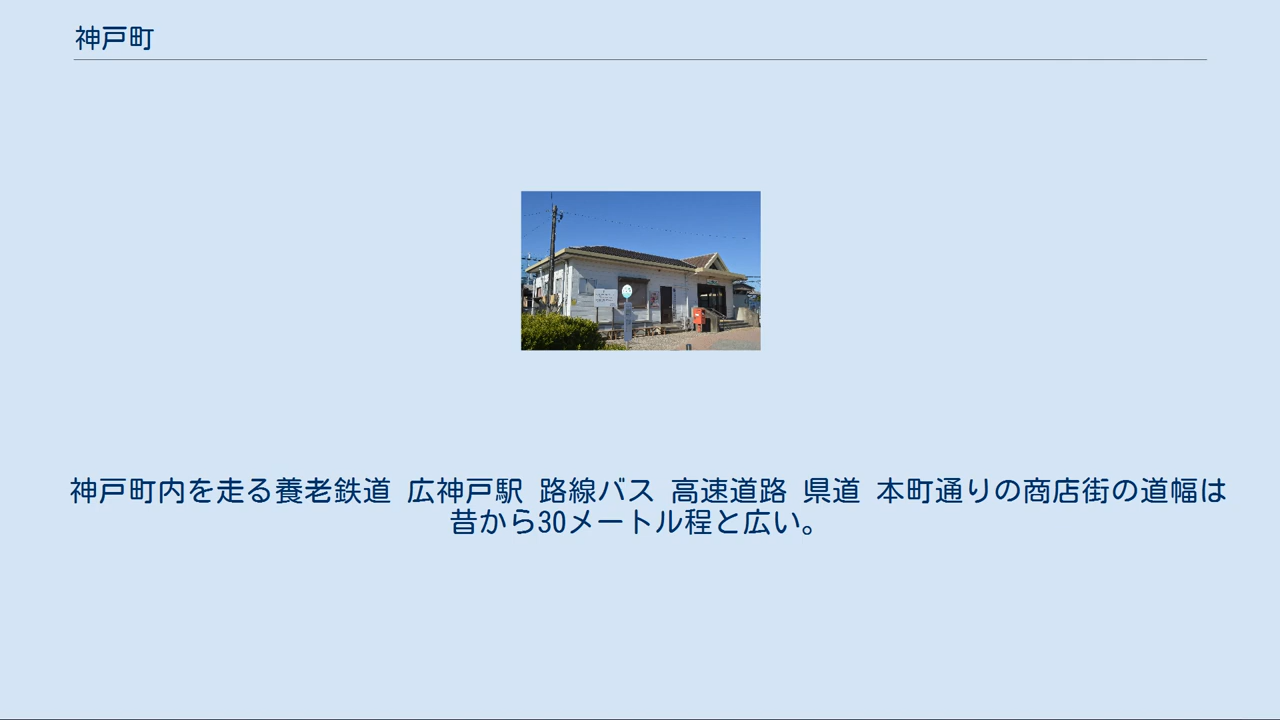 神戸町
神戸町内を走る養老鉄道 広神戸駅 路線バス 高速道路 県道 本町通りの商店街の道幅は
昔から30メートル程と広い。